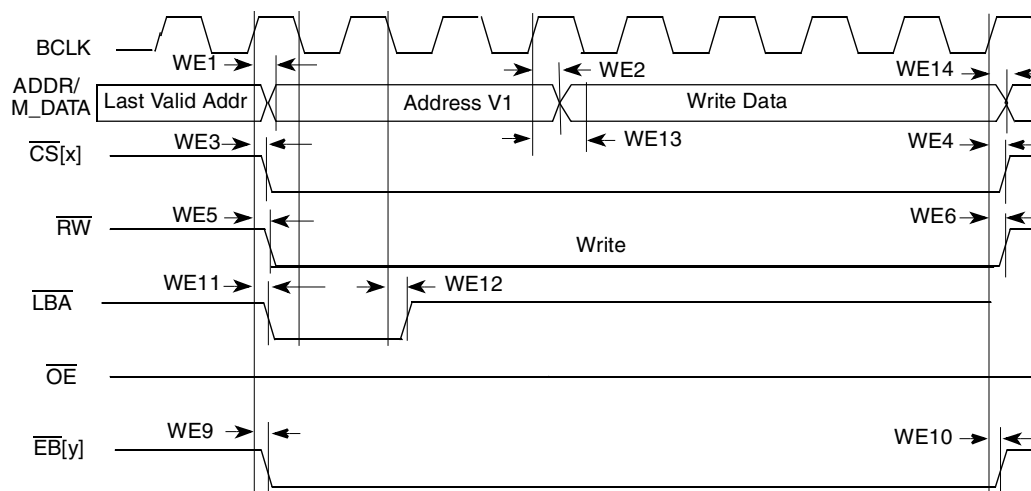 BCLK
WE1
WE2
WE14
ADDR/
M_DATA
Last Valid Addr
Address V1
Write Data
WE3
WE13
WE4
CS[x]
WE5
WE6
RW
Write
WE11
WE12
LBA
OE
WE9
WE10
EB[y]